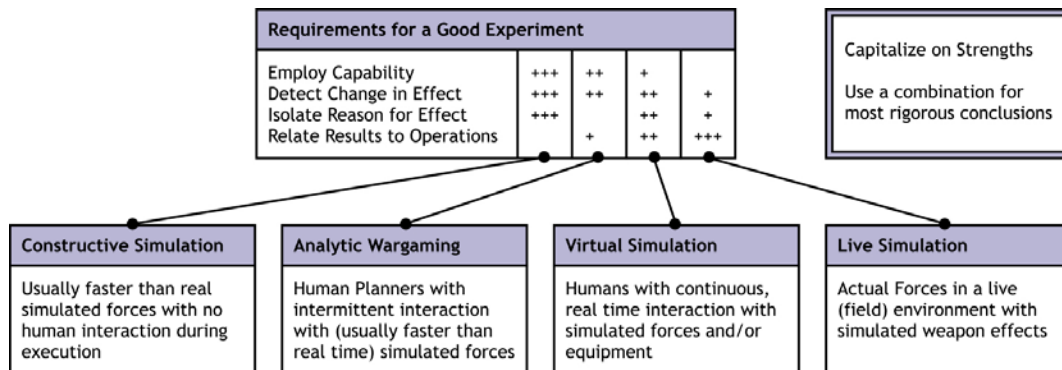 Requirements for a Good Experiment
Employ Capability +++ ++ +
Detect Change in Effect +++ ++ ++ +
Isolate Reason for Effect +++ ++ +
Relate Results to Operations + ++ +++
Capitalize on Strengths
Use a combination for
most rigorous conclusions
Constructive Simulation
Usually faster than real
simulated forces with no
human interaction during
execution
Analytic Wargaming
Human Planners with
intermittent interaction
with (usually faster than
real time) simulated forces
Virtual Simulation
Humans with continuous,
real time interaction with
simulated forces and/or
equipment
Live Simulation
Actual Forces in a live
(field) environment with
simulated weapon effects